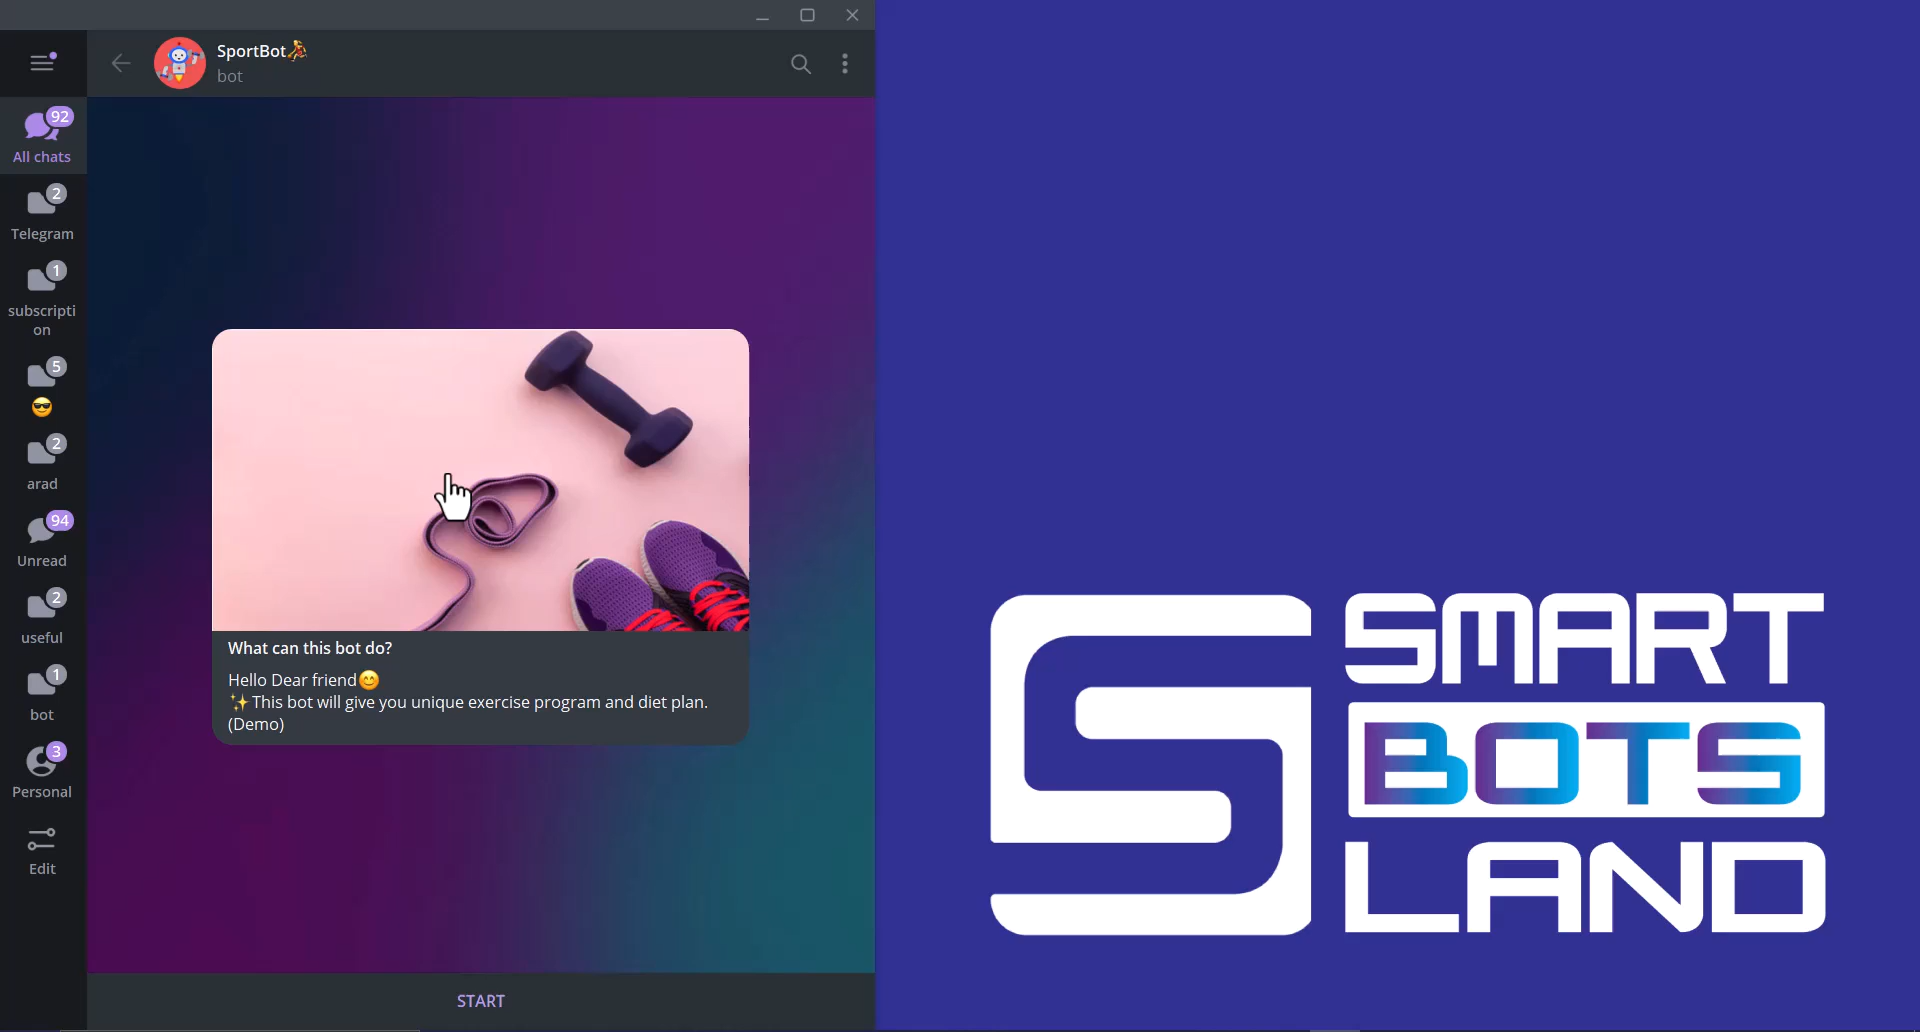 SportBot
bot
92
All chats
2
Telegram
1
subscripti
on
5
😎
2
arad
94
Unread
2
useful
1
bot
3
Personal
Edit
What can this bot do?
Hello Dear friend😊
✨This bot will give you unique exercise program and diet plan.
(Demo)
START
SMART
BOTS
LAND